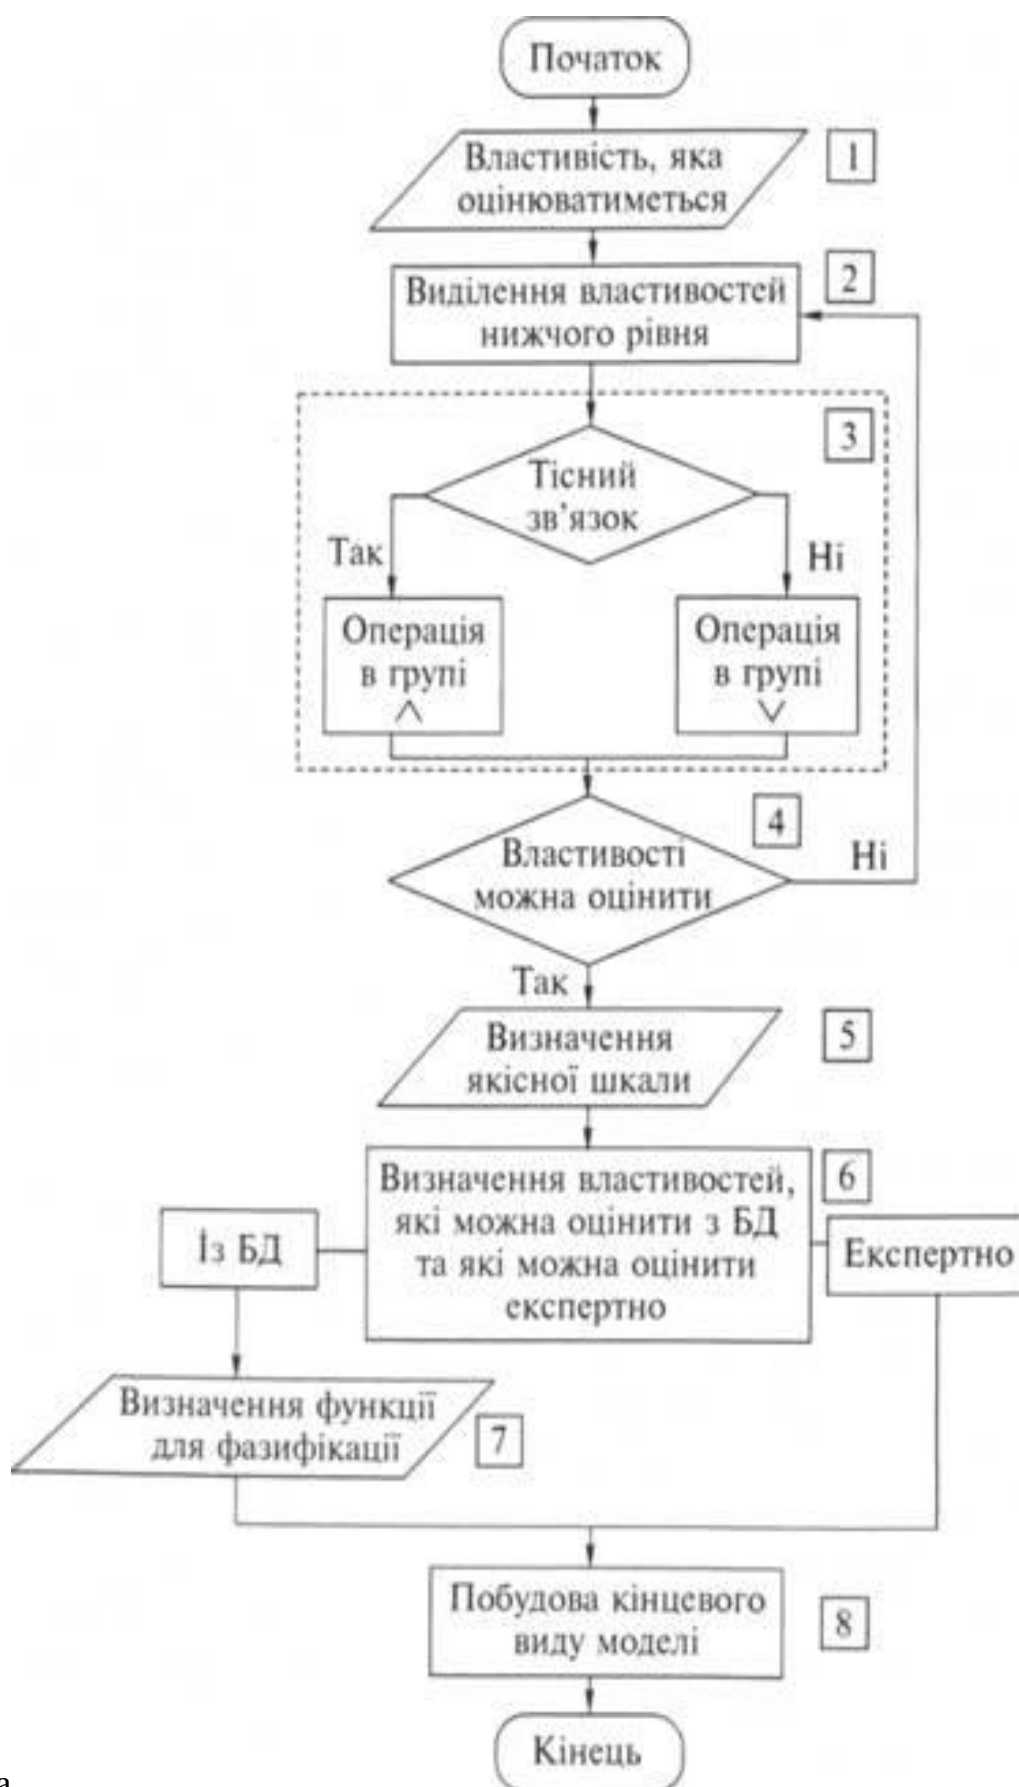 Початок
Властивість, яка
оцінюватиметься
1
Виділення властивостей
нижчого рівня
2
3
Тісний
зв'язок
Так
Ні
Операція
в групі
∧
Операція
в групі
∨
4
Властивості
можна оцінити
Ні
Так
Визначення
якісної шкали
5
Визначення властивостей,
які можна оцінити з БД
та які можна оцінити
експертно
6
Із БД
Експертно
Визначення функції
для фазифікації
7
Побудова кінцевого
виду моделі
8
Кінець
а